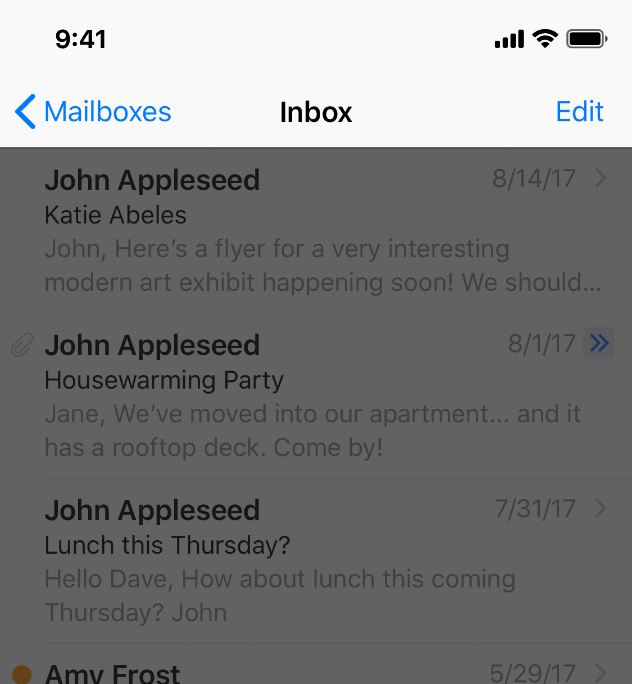 9:41
Mailboxes Inbox Edit
John Appleseed 8/14/17
Katie Abeles
John, Here’s a flyer for a very interesting
modern art exhibit happening soon! We should...
John Appleseed 8/1/17
Housewarming Party
Jane, We’ve moved into our apartment... and it
has a rooftop deck. Come by!
John Appleseed 7/31/17
Lunch this Thursday?
Hello Dave, How about lunch this coming
Thursday? John
Amy Frost 5/29/17